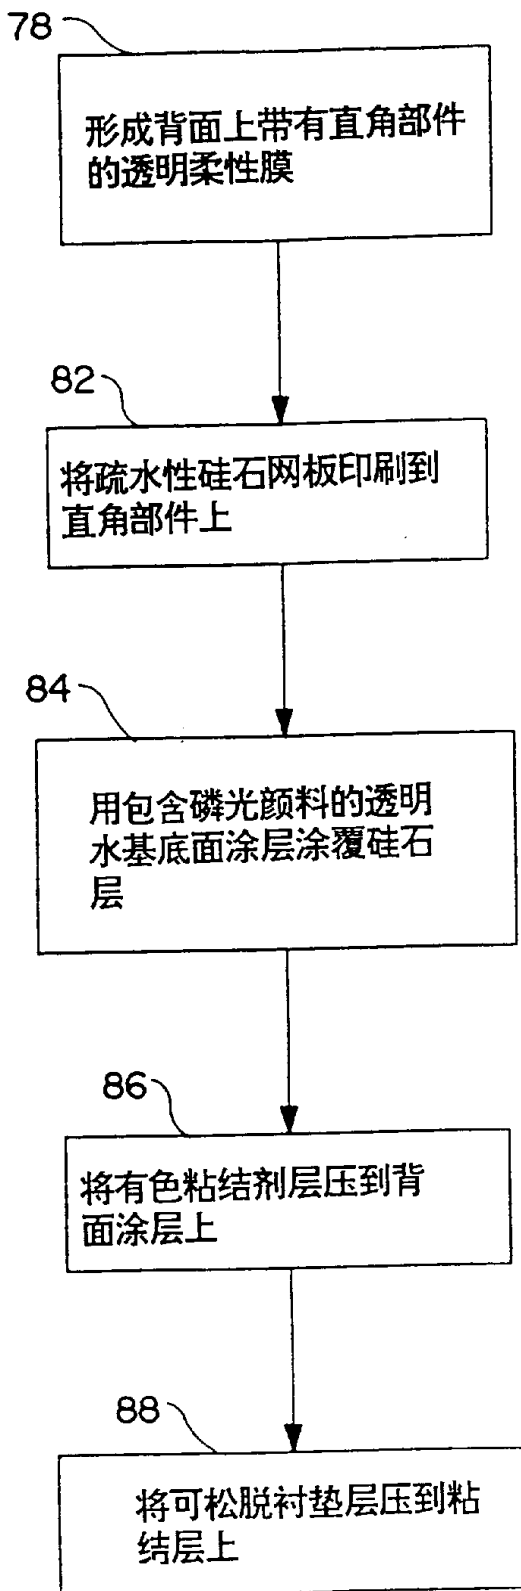 78
形成背面上带有直角部件
的透明柔性膜
82
将疏水性硅石网板印刷到
直角部件上
84
用包含磷光颜料的透明
水基底面涂层涂覆硅石
层
86
将有色粘结剂层压到背
面涂层上
88
将可松脱衬垫层压到粘
结层上